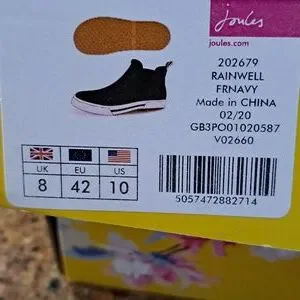 Joules
joules.com
202679
RAINWELL
FRNAVY
Made in CHINA
02/20
GB3PO01020587
V02660
UK EU US
8 42 10
5057472882714